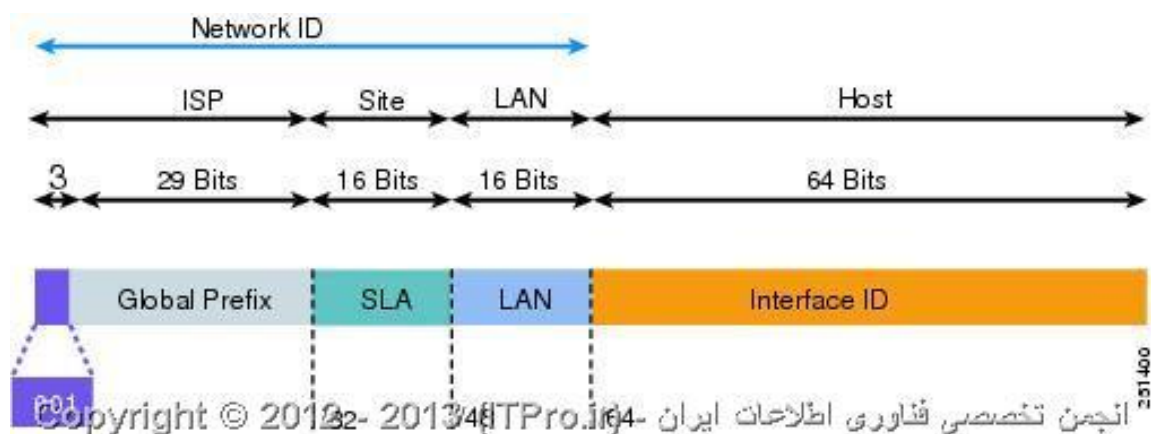 Network ID
ISP Site LAN Host
3 29 Bits 16 Bits 16 Bits 64 Bits
Global Prefix SLA LAN Interface ID
001
/32 /48 /64
Copyright © 2012 - 2013 (ITPro.ir) - انجمن تخصصی فناوری اطلاعات ایران
251400